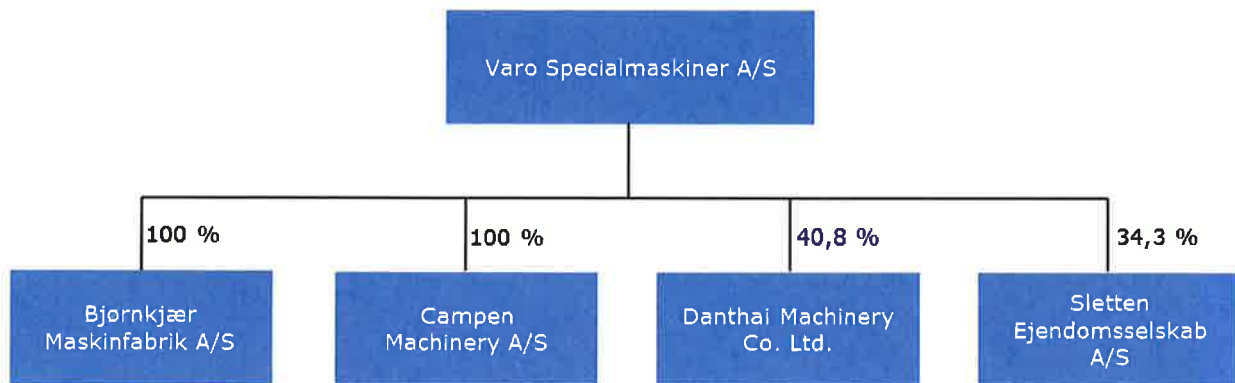 Varo Specialmaskiner A/S
100 %
100 %
40,8 %
34,3 %
Bjørnkjær
Maskinfabrik A/S
Campen
Machinery A/S
Danthai Machinery
Co. Ltd.
Sletten
Ejendomsselskab
A/S